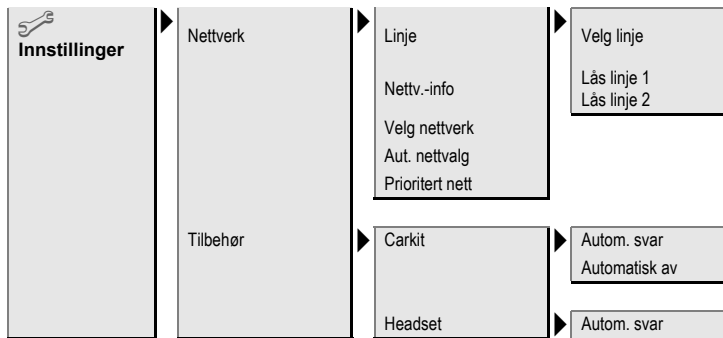 Innstillinger
Nettverk
Linje
Velg linje
Lås linje 1
Lås linje 2
Nettv.-info
Velg nettverk
Aut. nettvalg
Prioritert nett
Tilbehør
Carkit
Autom. svar
Automatisk av
Headset
Autom. svar